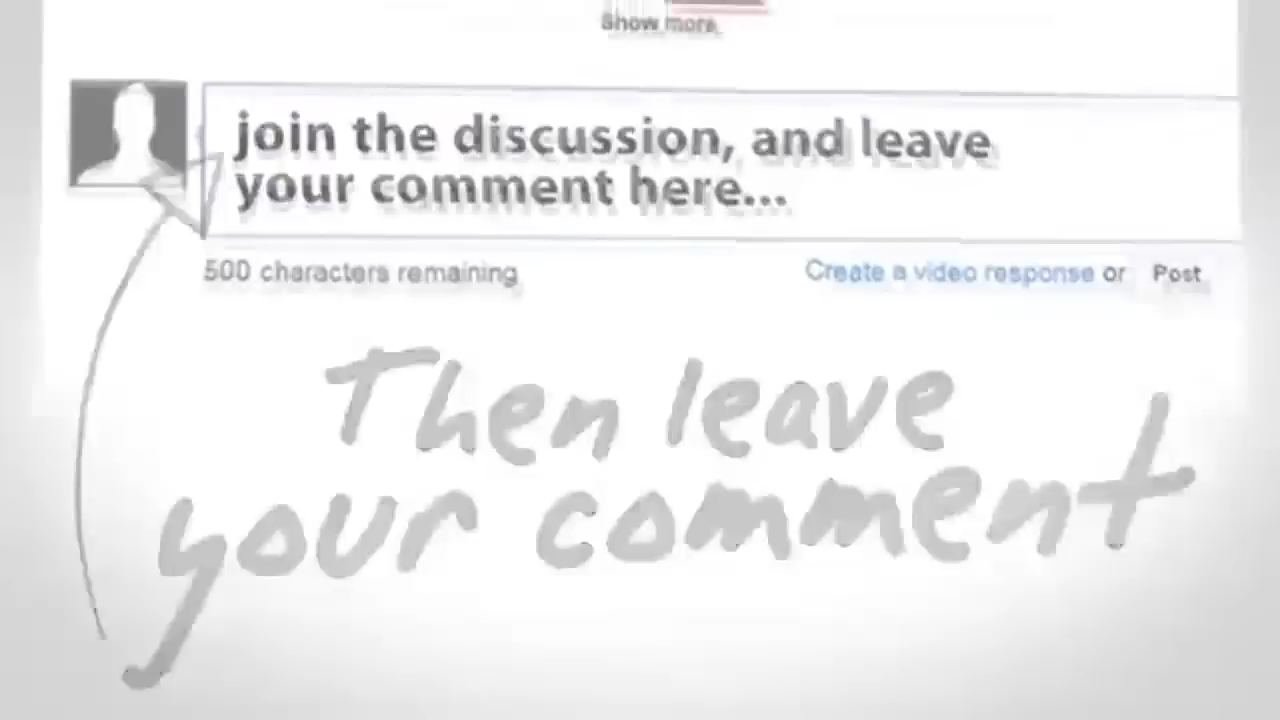 Show more
join the discussion, and leave
your comment here...
500 characters remaining
Create a video response or Post
Then leave
your comment